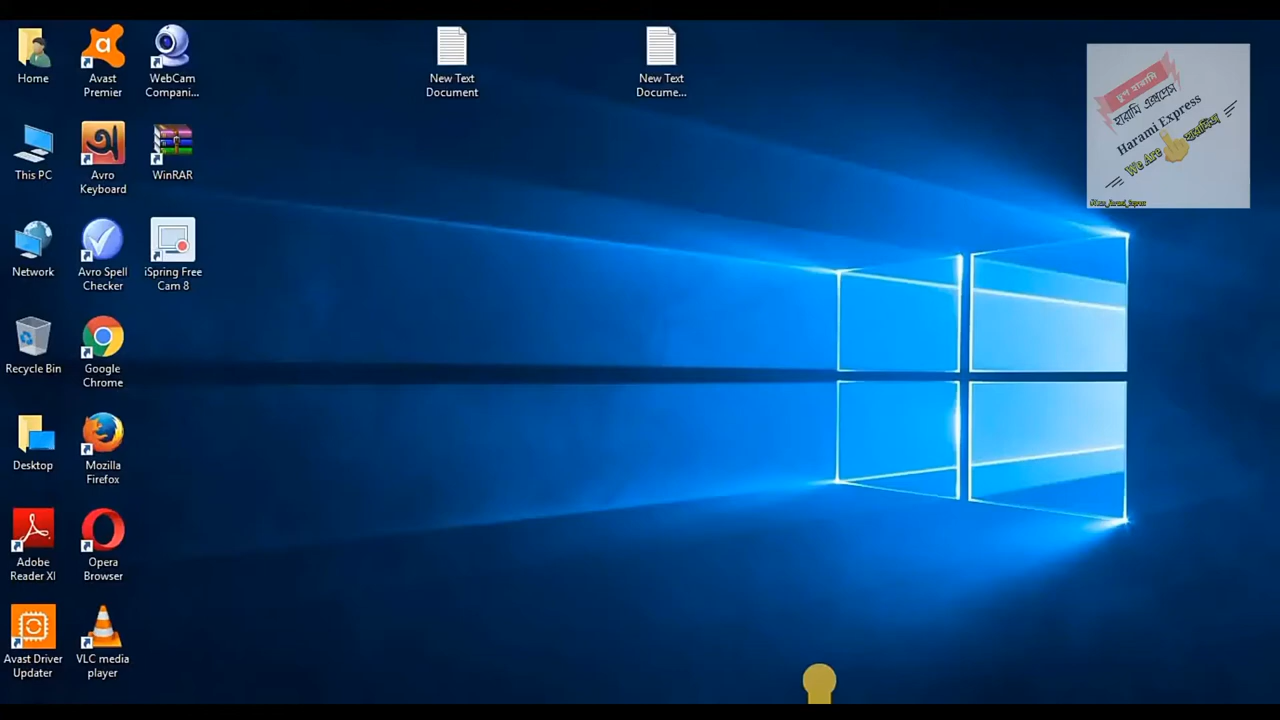 Home
Avast
Premier
WebCam
Compani...
New Text
Document
New Text
Docume...
This PC
Avro
Keyboard
WinRAR
Network
Avro Spell
Checker
iSpring Free
Cam 8
Recycle Bin
Google
Chrome
Desktop
Mozilla
Firefox
Adobe
Reader XI
Opera
Browser
Avast Driver
Updater
VLC media
player
হারামি এক্সপ্রেস
Harami Express
We Are